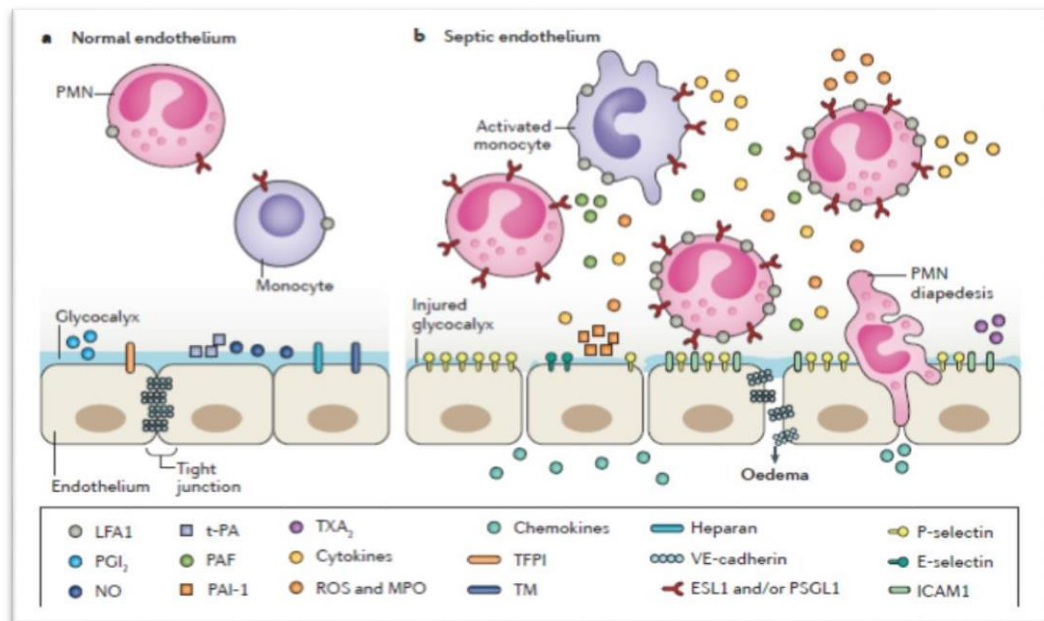 a Normal endothelium
PMN
Monocyte
Glycocalyx
Endothelium
Tight
junction
b Septic endothelium
Activated
monocyte
Injured
glycocalyx
PMN
diapedesis
Oedema
LFA1
PGI₂
NO
t-PA
PAF
PAI-1
TXA₂
Cytokines
ROS and MPO
Chemokines
TFPI
TM
Heparan
VE-cadherin
ESL1 and/or PSGL1
P-selectin
E-selectin
ICAM1